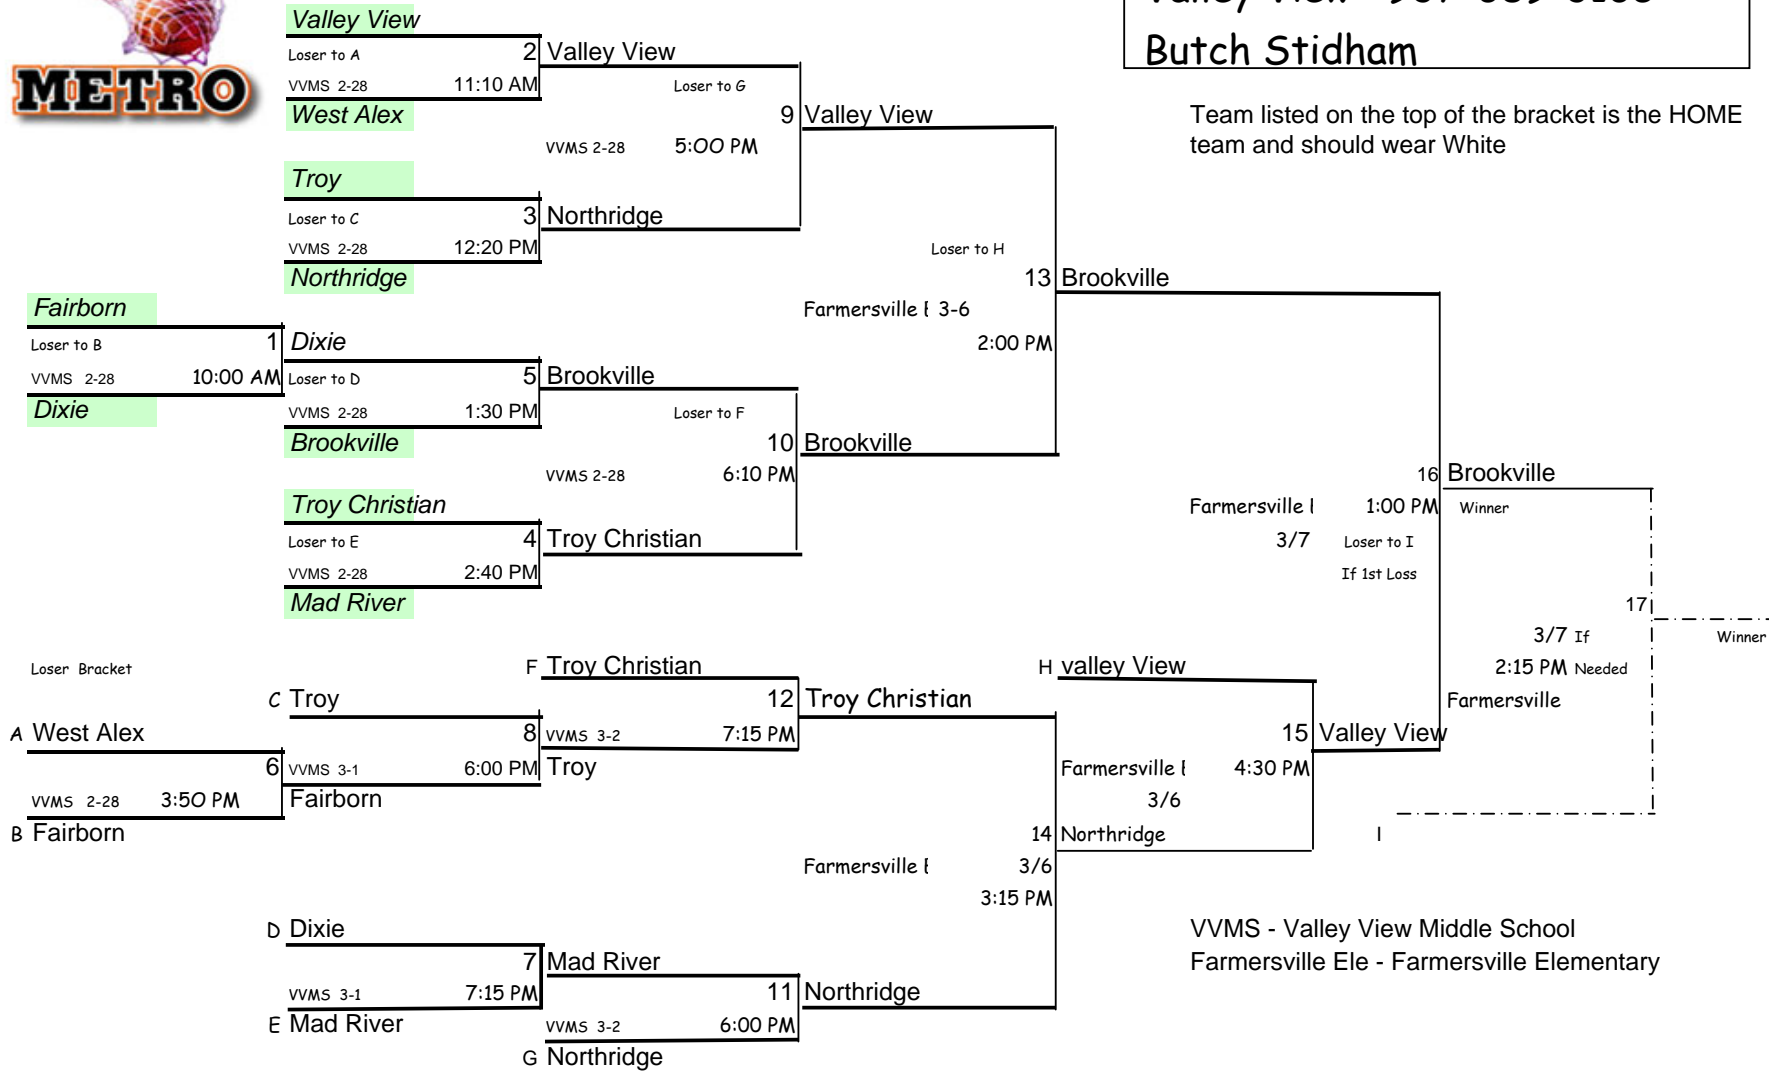 METRO
Butch Stidham
Team listed on the top of the bracket is the HOME
team and should wear White
Valley View
Loser to A
2
VVMS 2-28 11:10 AM
West Alex
Valley View
Loser to G
9
VVMS 2-28 5:00 PM
Valley View
Troy
Loser to C
3
VVMS 2-28 12:20 PM
Northridge
Northridge
Loser to H
13
Farmersville 3-6
2:00 PM
Brookville
Fairborn
Loser to B
1
VVMS 2-28 10:00 AM
Dixie
Dixie
Loser to D
5
VVMS 2-28 1:30 PM
Brookville
Brookville
Loser to F
10
VVMS 2-28 6:10 PM
Brookville
Troy Christian
Loser to E
4
VVMS 2-28 2:40 PM
Mad River
Troy Christian
16
Farmersville 1:00 PM
3/7 Loser to I
If 1st Loss
Brookville
Winner
17
3/7 If
2:15 PM Needed
Farmersville
Winner
Loser Bracket
F Troy Christian
C Troy
12
Troy Christian
A West Alex
8
VVMS 3-2 7:15 PM
6
VVMS 3-1 6:00 PM
Troy
VVMS 2-28 3:50 PM
Fairborn
B Fairborn
H valley View
15
Valley View
Farmersville 4:30 PM
3/6
14
Northridge
I
Farmersville 3/6
3:15 PM
D Dixie
7
Mad River
VVMS 3-1 7:15 PM
11
Northridge
E Mad River
VVMS 3-2 6:00 PM
G Northridge
VVMS - Valley View Middle School
Farmersville Ele - Farmersville Elementary